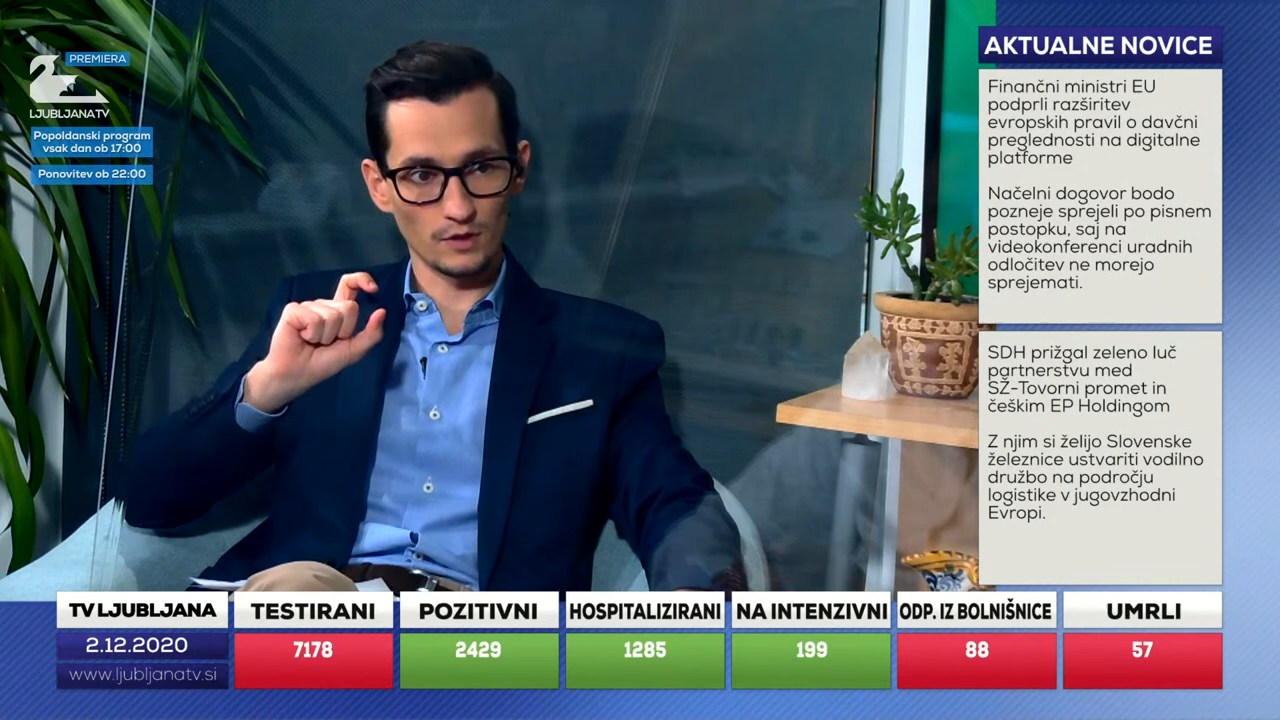 PREMIERA
LJUBLJANATV
Popoldanski program
vsak dan ob 17:00
Ponovitev ob 22:00
AKTUALNE NOVICE
Finančni ministri EU
podprli razširitev
evropskih pravil o davčni
preglednosti na digitalne
platforme
Načelni dogovor bodo
pozneje sprejeli po pisnem
postopku, saj na
videokonferenci uradnih
odločitev ne morejo
sprejemati.
SDH prižgal zeleno luč
partnerstvu med
SŽ-Tovorni promet in
češkim EP Holdingom
Z njim si želijo Slovenske
železnice ustvariti vodilno
družbo na področju
logistike v jugovzhodni
Evropi.
TV LJUBLJANA
TESTIRANI
POZITIVNI
HOSPITALIZIRANI
NA INTENZIVNI
ODP. IZ BOLNIŠNICE
UMRLI
2.12.2020
7178
2429
1285
199
88
57
www.ljubljanatv.si